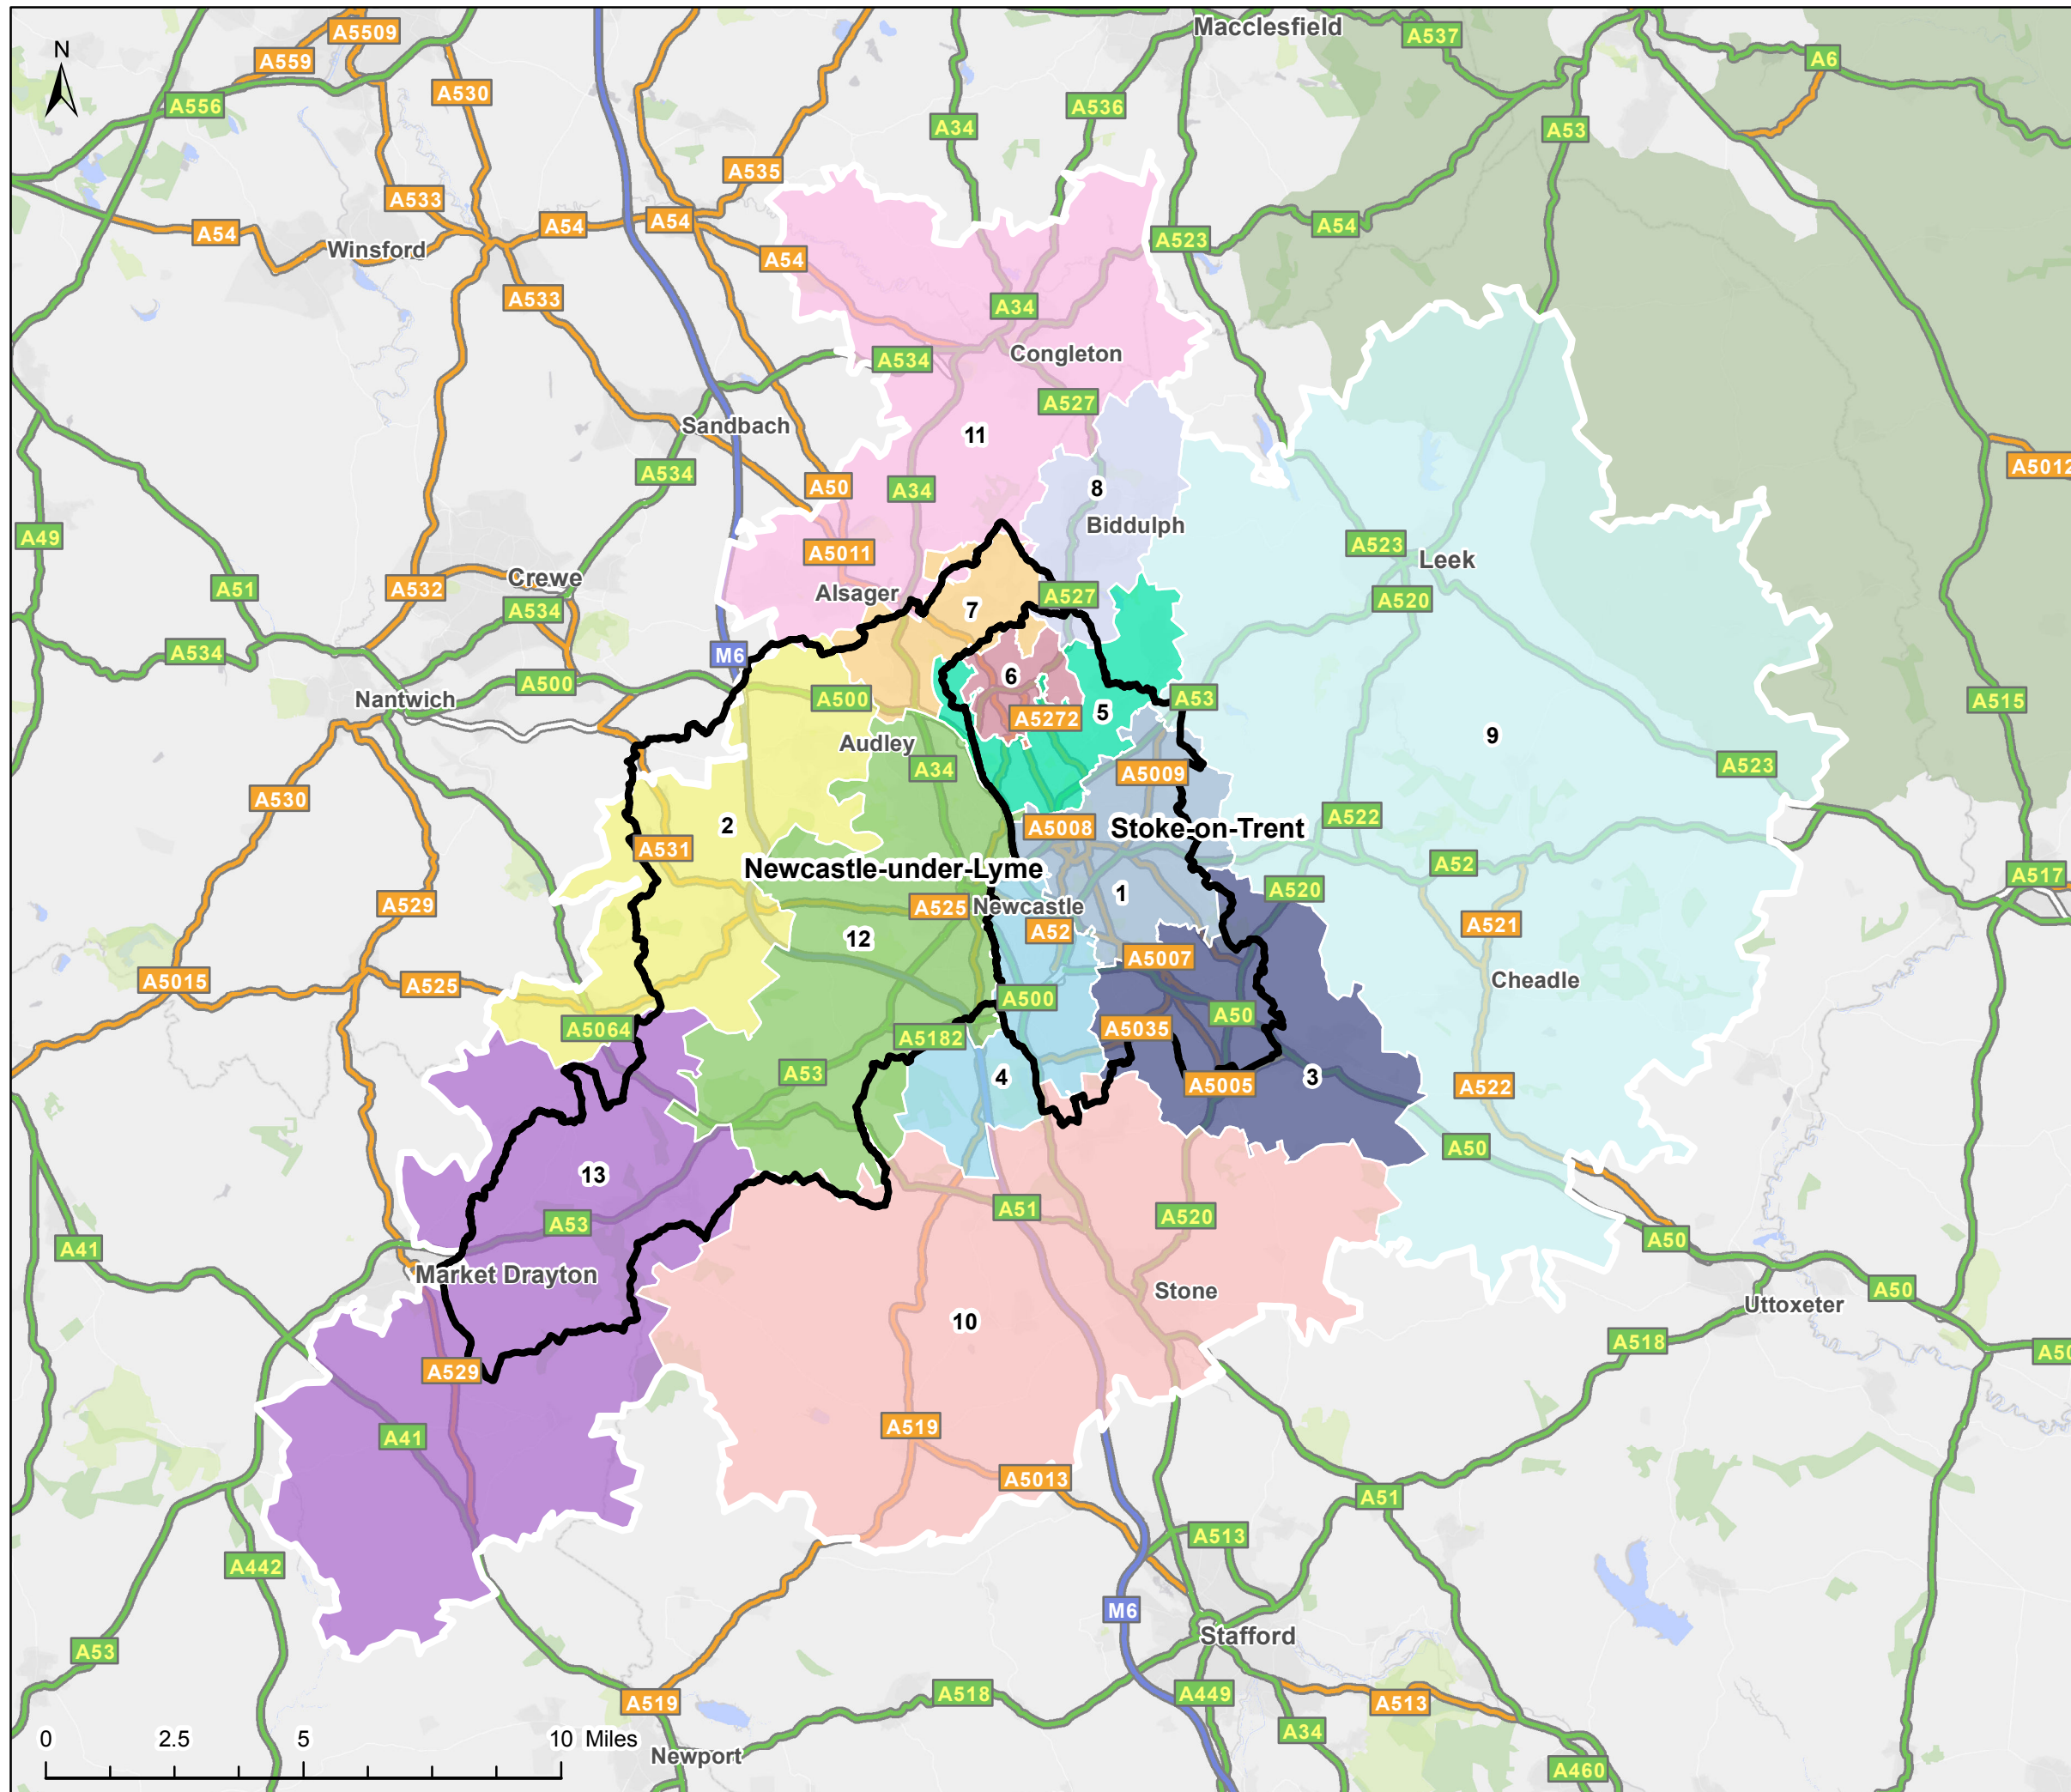 Macclesfield
A5509
A537
A559
A6
N
A530
A556
A536
A34
A53
A535
A533
A54
A54
A54
A54
A523
Winsford
A54
A533
A34
Congleton
A534
A527
Sandbach
11
A5012
A534
A50
A34
8
Biddulph
A49
A523
A5011
Leek
Crewe
A51
A532
Alsager
A527
A520
A534
7
A534
M6
6
A500
Nantwich
A500
A53
A515
A5272
5
9
Audley
A34
A5009
A523
A530
2
A5008
Stoke-on-Trent
A522
A531
Newcastle-under-Lyme
A52
A517
1
A520
A529
A525
Newcastle
A521
12
A52
A5007
A5015
A525
Cheadle
A500
A50
A5064
A5182
A5035
A53
4
3
A5005
A522
A50
13
A51
A53
A520
A41
A50
Market Drayton
Stone
A50
Uttoxeter
10
A518
A50
A529
A519
A41
A5013
A51
A513
A442
M6
Stafford
A53
A519
A518
A449
A513
A34
0
2.5
5
10 Miles
Newport
A460